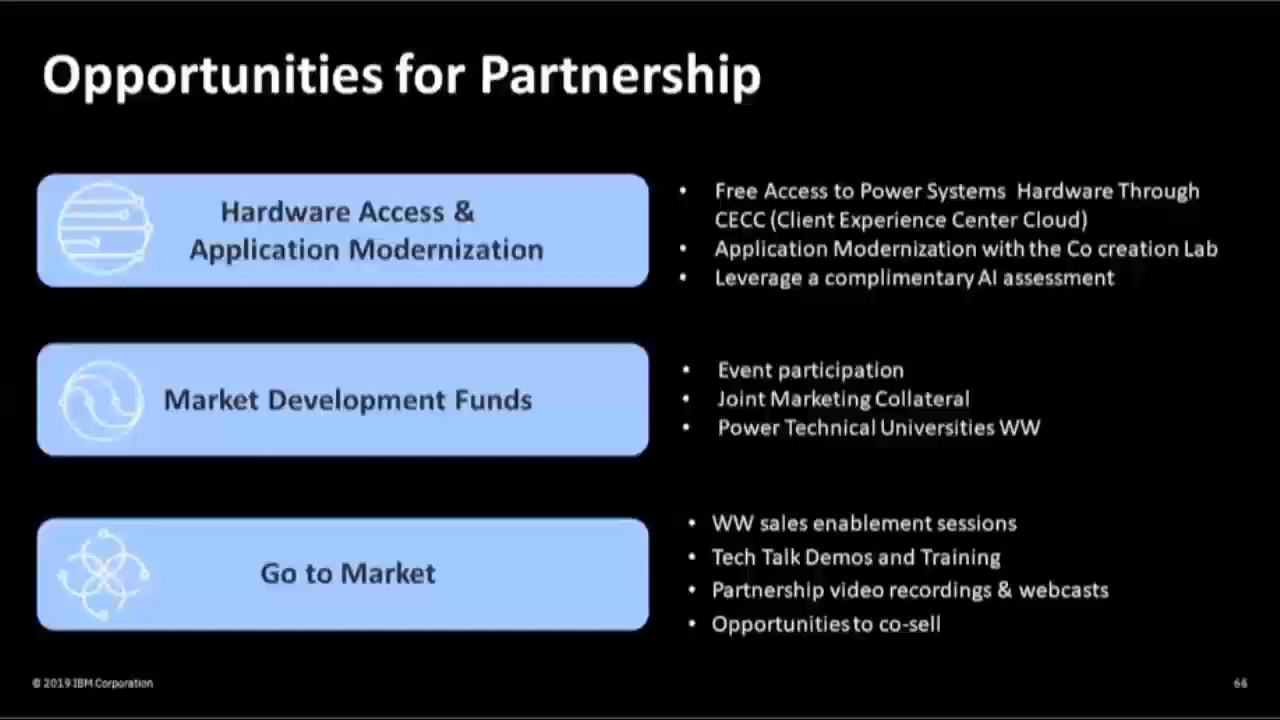 Opportunities for Partnership
Hardware Access &
Application Modernization
• Free Access to Power Systems Hardware Through
CECC (Client Experience Center Cloud)
• Application Modernization with the Co creation Lab
• Leverage a complimentary AI assessment
Market Development Funds
• Event participation
• Joint Marketing Collateral
• Power Technical Universities WW
Go to Market
• WW sales enablement sessions
• Tech Talk Demos and Training
• Partnership video recordings & webcasts
• Opportunities to co-sell
© 2019 IBM Corporation